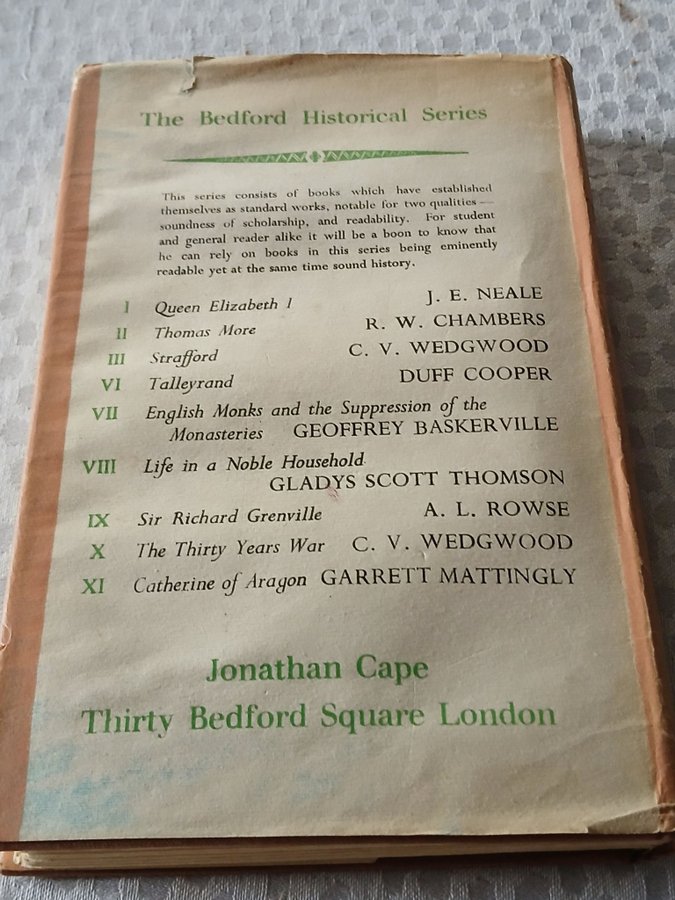 The Bedford Historical Series
This series consists of books which have established
themselves as standard works, notable for two qualities—
soundness of scholarship, and readability. For student
and general reader alike it will be a boon to know that
he can rely on books in this series being eminently
readable yet at the same time sound history.
I Queen Elizabeth I J. E. NEALE
II Thomas More R. W. CHAMBERS
III Strafford C. V. WEDGWOOD
VI Talleyrand DUFF COOPER
VII English Monks and the Suppression of the
Monasteries GEOFFREY BASKERVILLE
VIII Life in a Noble Household
GLADYS SCOTT THOMSON
IX Sir Richard Grenville A. L. ROWSE
X The Thirty Years War C. V. WEDGWOOD
XI Catherine of Aragon GARRETT MATTINGLY
Jonathan Cape
Thirty Bedford Square London